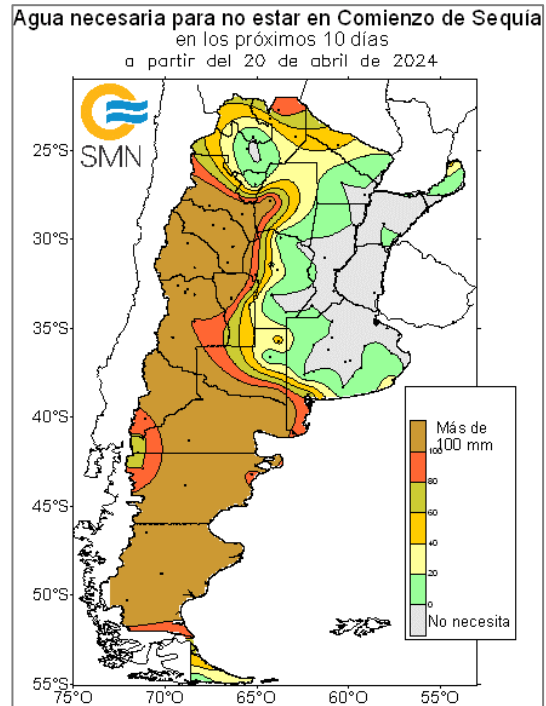 Agua necesaria para no estar en Comienzo de Sequía
en los próximos 10 días
a partir del 20 de abril de 2024
SMN
25°S
30°S
35°S
40°S
45°S
50°S
55°S
75°O
70°O
65°O
60°O
55°O
Más de
100 mm
100
80
60
40
20
0
No necesita